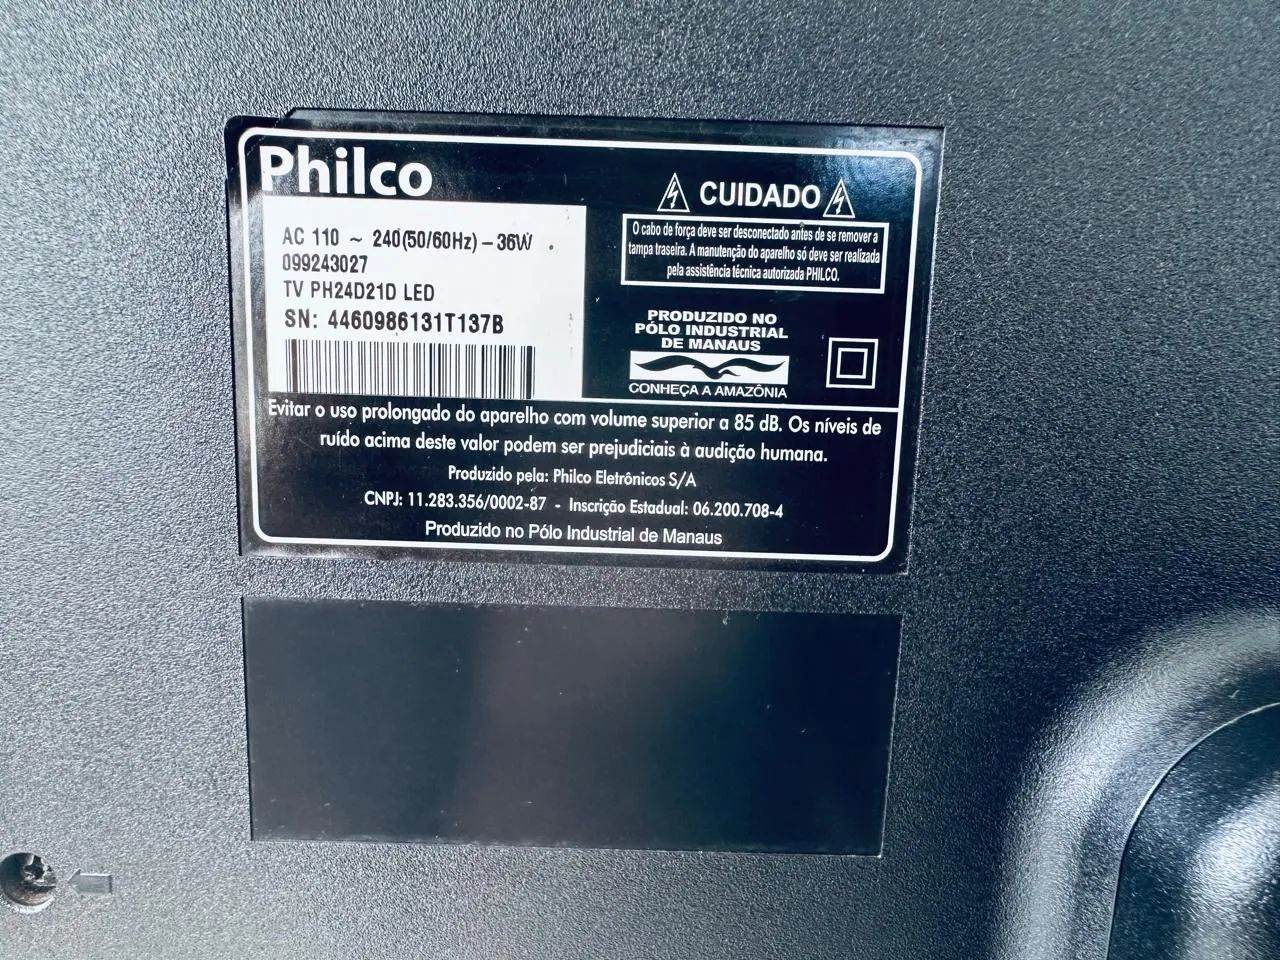 Philco
AC 110 ~ 240(50/60Hz) – 36W
099243027
TV PH24D21D LED
SN: 4460986131T137B
CUIDADO
O cabo de força deve ser desconectado antes de se remover a
tampa traseira. A manutenção do aparelho só deve ser realizada
pela assistência técnica autorizada PHILCO.
PRODUZIDO NO
PÓLO INDUSTRIAL
DE MANAUS
CONHEÇA A AMAZÔNIA
Evitar o uso prolongado do aparelho com volume superior a 85 dB. Os níveis de
ruído acima deste valor podem ser prejudiciais à audição humana.
Produzido pela: Philco Eletrônicos S/A
CNPJ: 11.283.356/0002-87 - Inscrição Estadual: 06.200.708-4
Produzido no Pólo Industrial de Manaus